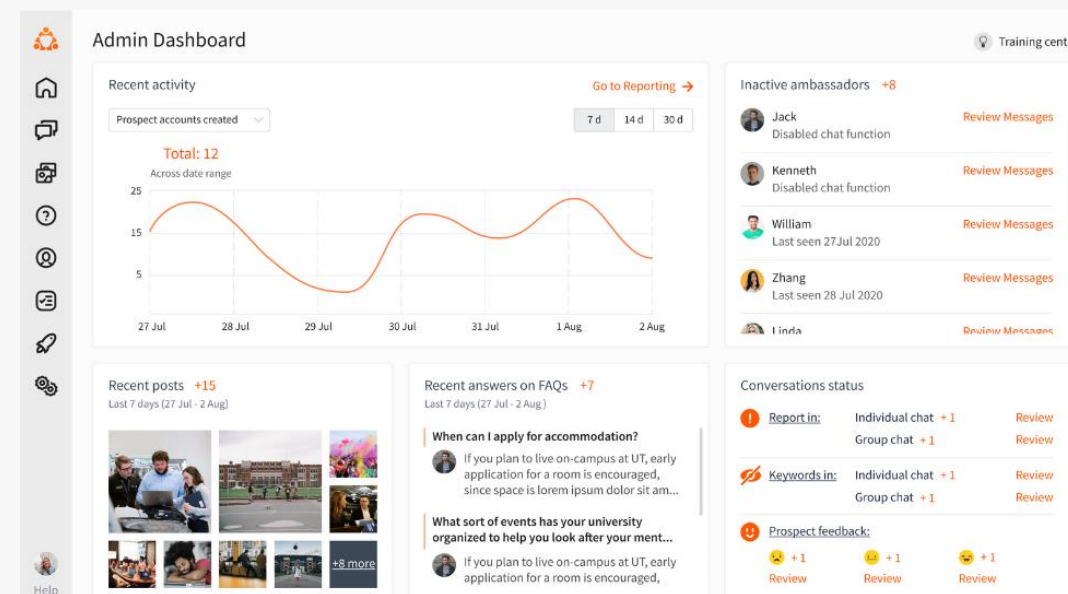 Admin Dashboard
Training cent
Recent activity
Go to Reporting
Prospect accounts created
7 d
14 d
30 d
Total: 12
Across date range
25
15
5
27 Jul
28 Jul
29 Jul
30 Jul
31 Jul
1 Aug
2 Aug
Inactive ambassadors +8
Jack
Disabled chat function
Review Messages
Kenneth
Disabled chat function
Review Messages
William
Last seen 27Jul 2020
Review Messages
Zhang
Last seen 28 Jul 2020
Review Messages
Linda
Review Messages
Recent posts +15
Last 7 days (27 Jul - 2 Aug)
+8 more
Recent answers on FAQs +7
Last 7 days (27 Jul - 2 Aug )
When can I apply for accommodation?
If you plan to live on-campus at UT, early
application for a room is encouraged,
since space is lorem ipsum dolor sit am...
What sort of events has your university
organized to help you look after your ment...
If you plan to live on-campus at UT, early
application for a room is encouraged,
Conversations status
Report in:
Individual chat + 1
Review
Group chat + 1
Review
Keywords in:
Individual chat + 1
Review
Group chat + 1
Review
Prospect feedback:
+ 1
+ 1
+ 1
Review
Review
Review
Help